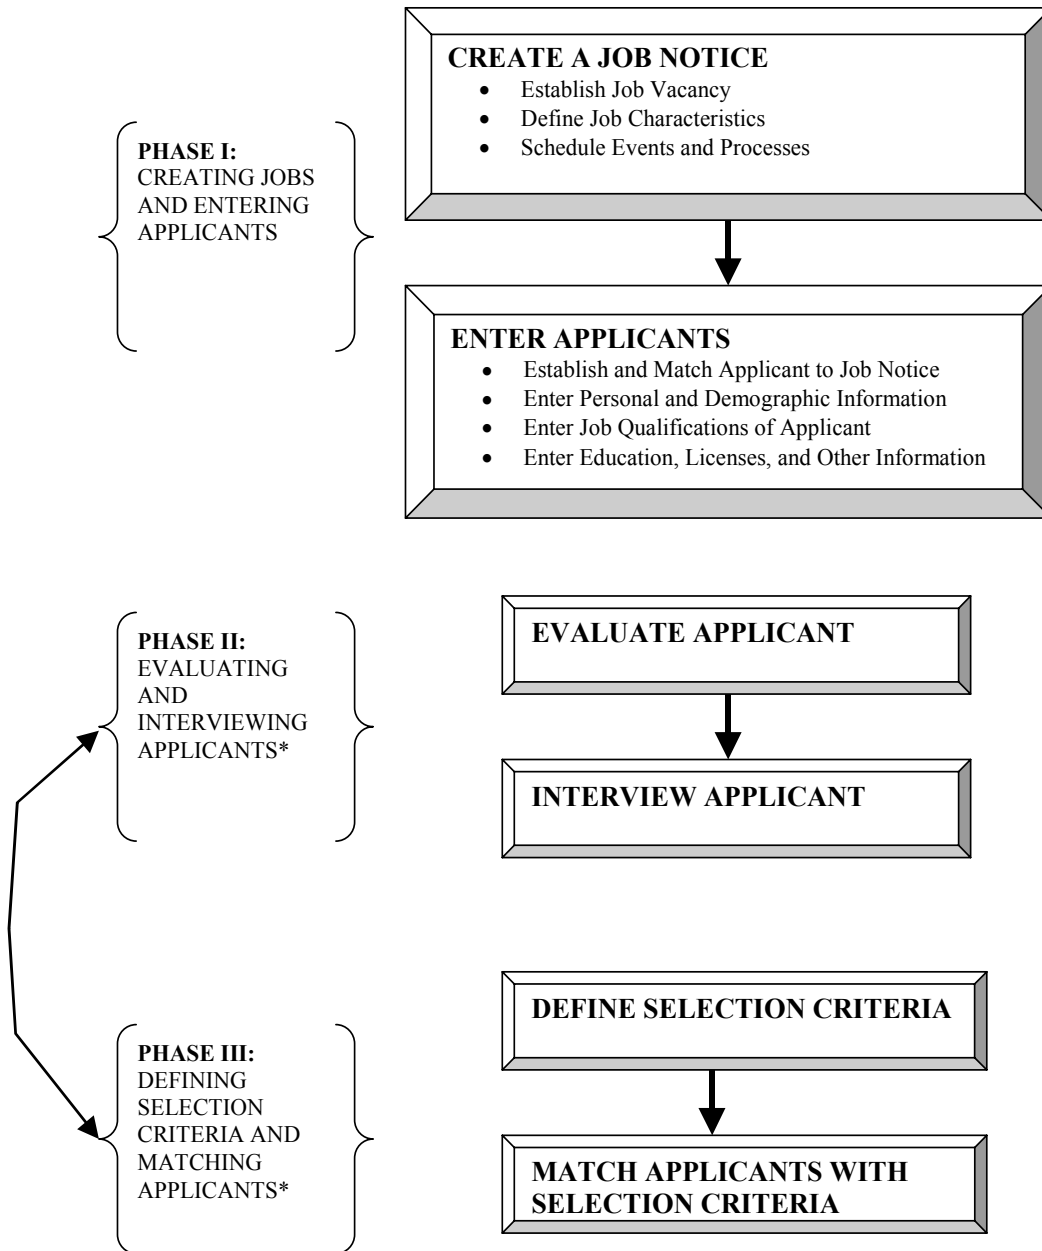 CREATE A JOB NOTICE
• Establish Job Vacancy
• Define Job Characteristics
• Schedule Events and Processes
PHASE I:
CREATING JOBS
AND ENTERING
APPLICANTS
ENTER APPLICANTS
• Establish and Match Applicant to Job Notice
• Enter Personal and Demographic Information
• Enter Job Qualifications of Applicant
• Enter Education, Licenses, and Other Information
PHASE II:
EVALUATING
AND
INTERVIEWING
APPLICANTS*
EVALUATE APPLICANT
INTERVIEW APPLICANT
PHASE III:
DEFINING
SELECTION
CRITERIA AND
MATCHING
APPLICANTS*
DEFINE SELECTION CRITERIA
MATCH APPLICANTS WITH
SELECTION CRITERIA